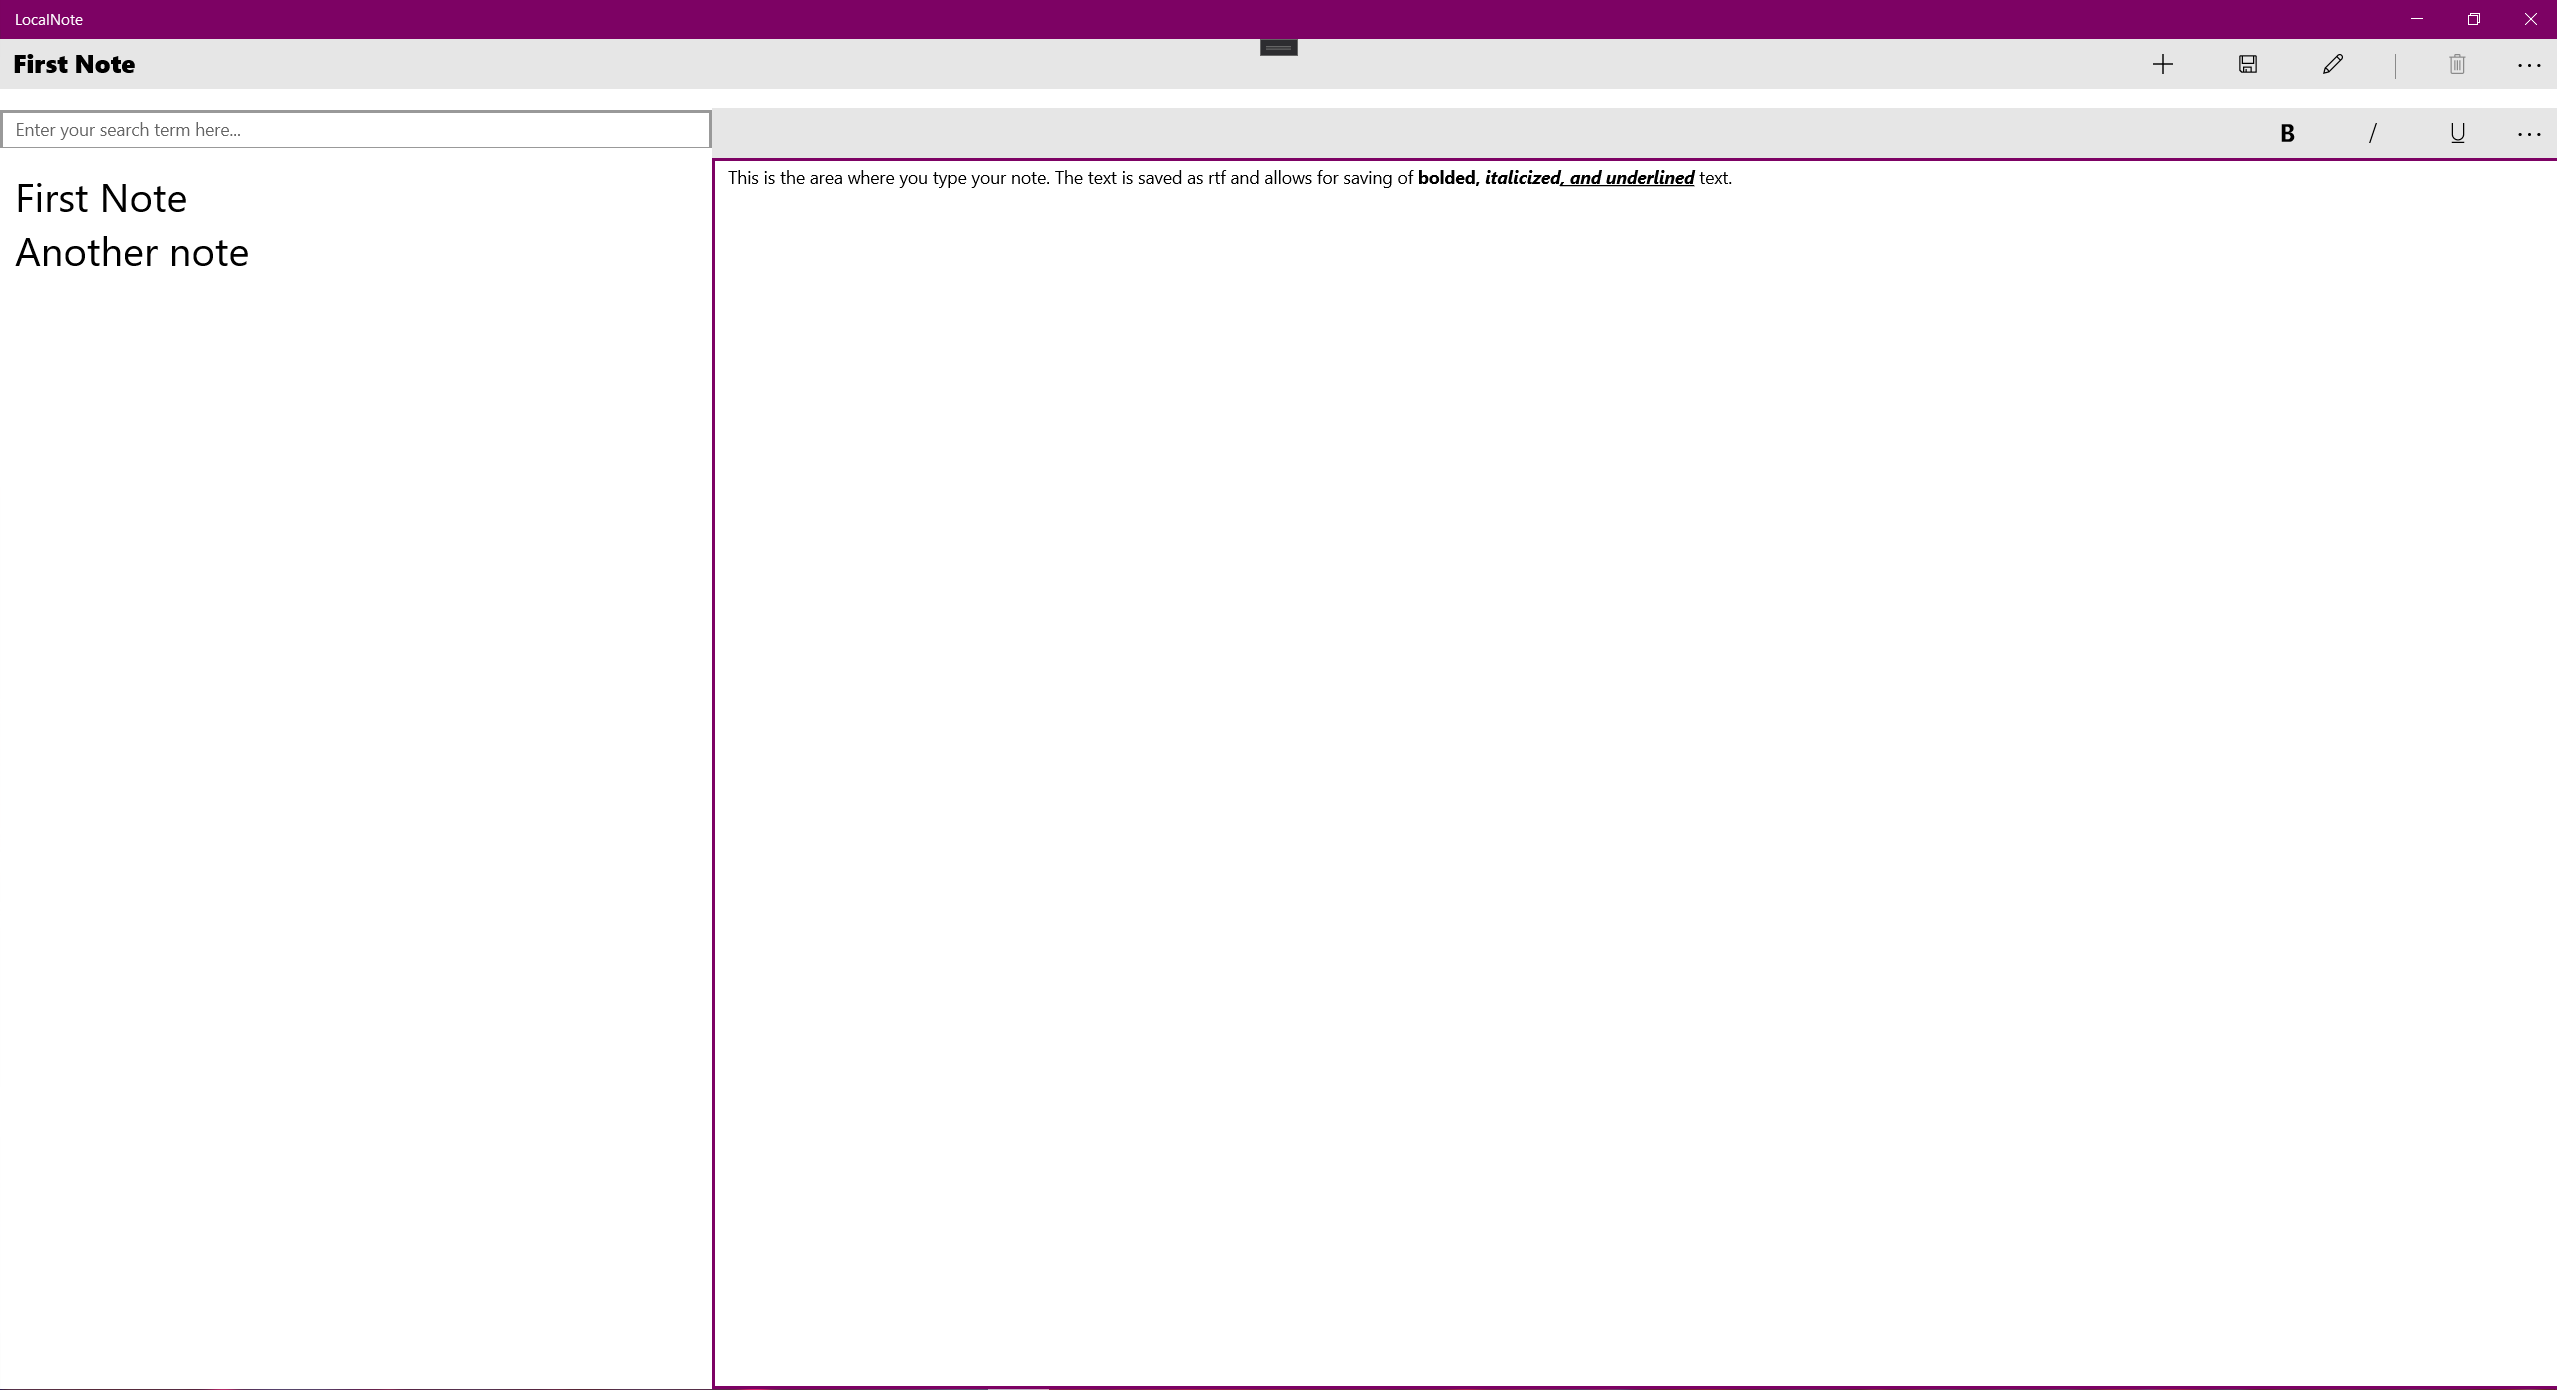 LocalNote
First Note
Enter your search term here...
B / U
First Note
Another note
This is the area where you type your note. The text is saved as rtf and allows for saving of bolded, italicized, and underlined text.